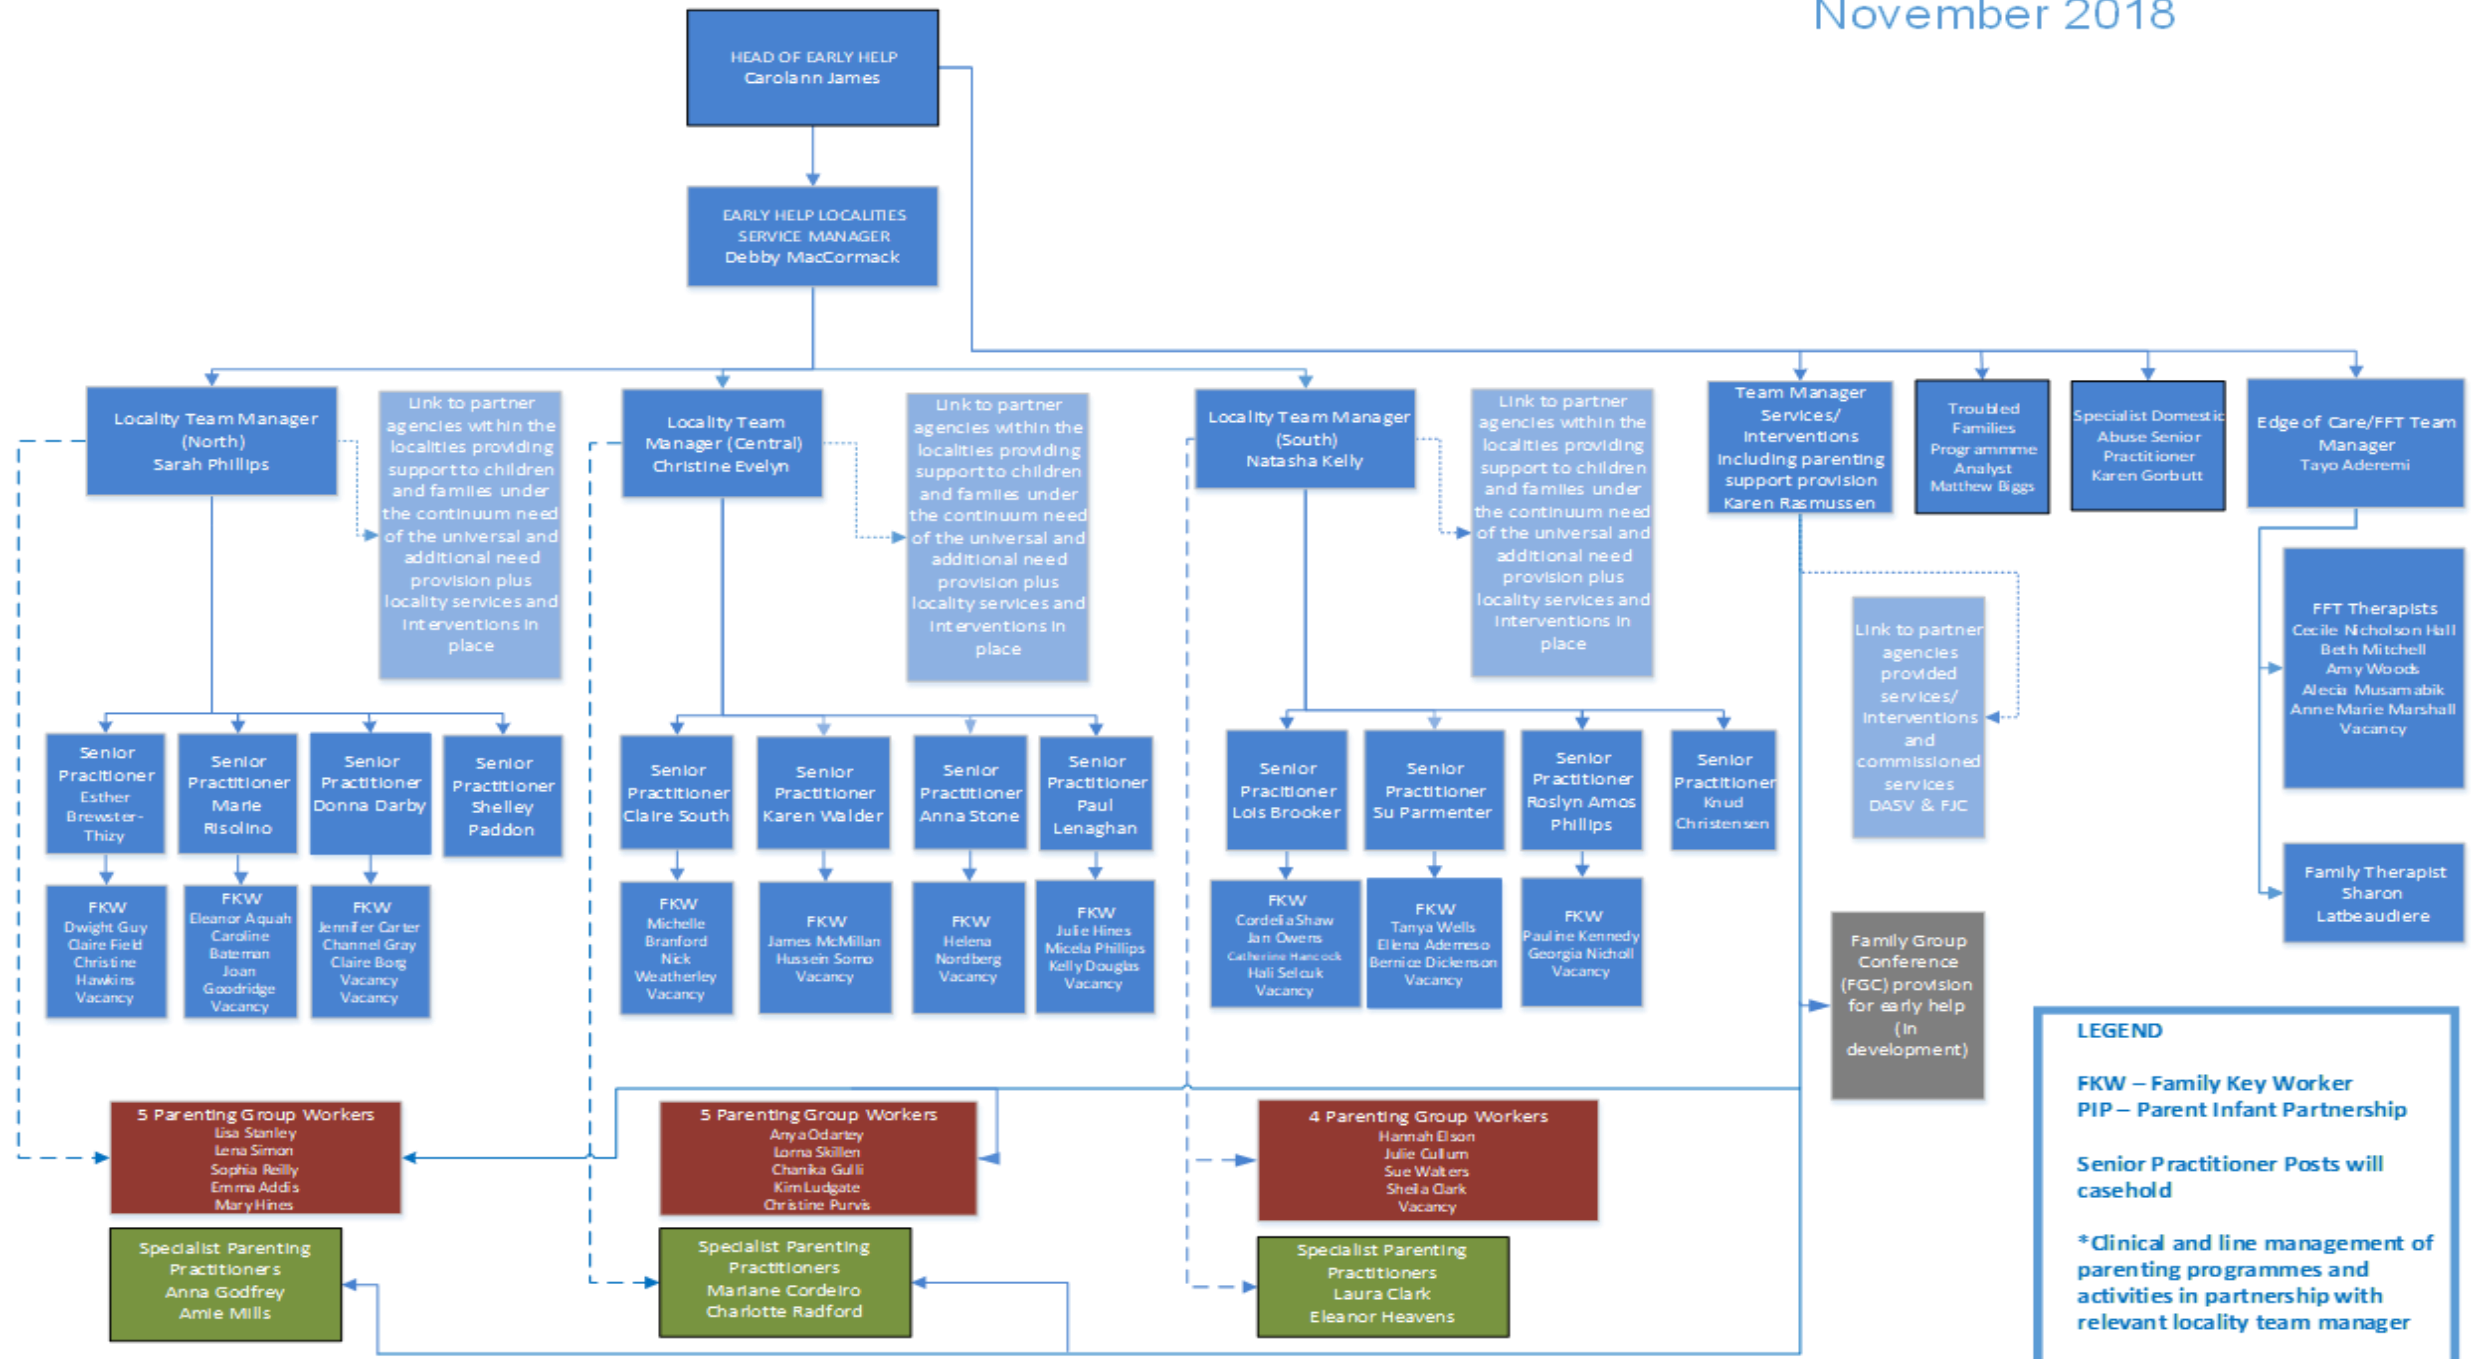 November 2018
HEAD OF EARLY HELP
Carolann James
EARLY HELP LOCALITIES
SERVICE MANAGER
Debby MacCormack
Locality Team Manager
(North)
Sarah Phillips
Link to partner
agencies within the
localities providing
support to children
and familes under
the continuum need
of the universal and
additional need
provision plus
locality services and
interventions in
place
Locality Team
Manager (Central)
Christine Evelyn
Link to partner
agencies within the
localities providing
support to children
and familes under
the continuum need
of the universal and
additional need
provision plus
locality services and
interventions in
place
Locality Team Manager
(South)
Natasha Kelly
Link to partner
agencies within the
localities providing
support to children
and familes under
the continuum need
of the universal and
additional need
provision plus
locality services and
interventions in
place
Team Manager
Services/
Interventions
including parenting
support provision
Karen Rasmussen
Troubled
Families
Programmme
Analyst
Matthew Biggs
Specialist Domestic
Abuse Senior
Practitioner
Karen Gorbutt
Edge of Care/FFT Team
Manager
Tayo Aderemi
Link to partner
agencies
provided
services/
interventions
and
commissioned
services
DASV & FJC
FFT Therapists
Cecile Nicholson Hall
Beth Mitchell
Amy Woods
Alecia Musamabik
Anne Marie Marshall
Vacancy
Family Therapist
Sharon
Latbeaudiere
Senior
Pracitioner
Esther
Brewster-
Thizy
Senior
Practitioner
Marie
Risolino
Senior
Practitioner
Donna Darby
Senior
Practitioner
Shelley
Paddon
Senior
Practitioner
Claire South
Senior
Practitioner
Karen Walder
Senior
Practitioner
Anna Stone
Senior
Practitioner
Paul
Lenaghan
Senior
Pracitioner
Lois Brooker
Senior
Practitioner
Su Parmenter
Senior
Practitioner
Roslyn Amos
Phillips
Senior
Practitioner
Knud
Christensen
FKW
Dwight Guy
Claire Field
Christine
Hawkins
Vacancy
FKW
Eleanor Aquah
Caroline
Bateman
Joan
Goodridge
Vacancy
FKW
Jennifer Carter
Channel Gray
Claire Borg
Vacancy
Vacancy
FKW
Michelle
Branford
Nick
Weatherley
Vacancy
FKW
James McMillan
Hussein Somo
Vacancy
FKW
Helena
Nordberg
Vacancy
FKW
Julie Hines
Micela Phillips
Kelly Douglas
Vacancy
FKW
Cordelia Shaw
Jan Owens
Catherine Hancock
Hali Selcuk
Vacancy
FKW
Tanya Wells
Ellena Ademeso
Bernice Dickenson
Vacancy
FKW
Pauline Kennedy
Georgia Nicholl
Vacancy
Family Group
Conference
(FGC) provision
for early help
(in
development)
5 Parenting Group Workers
Lisa Stanley
Lena Simon
Sophia Reilly
Emma Addis
Mary Hines
5 Parenting Group Workers
Anya Odartey
Lorna Skillen
Chanika Gulli
Kim Ludgate
Christine Purvis
4 Parenting Group Workers
Hannah Elson
Julie Cullum
Sue Walters
Sheila Clark
Vacancy
Specialist Parenting
Practitioners
Anna Godfrey
Amie Mills
Specialist Parenting
Practitioners
Mariane Cordeiro
Charlotte Radford
Specialist Parenting
Practitioners
Laura Clark
Eleanor Heavens
LEGEND
FKW – Family Key Worker
PIP – Parent Infant Partnership
Senior Practitioner Posts will
casehold
*Clinical and line management of
parenting programmes and
activities in partnership with
relevant locality team manager